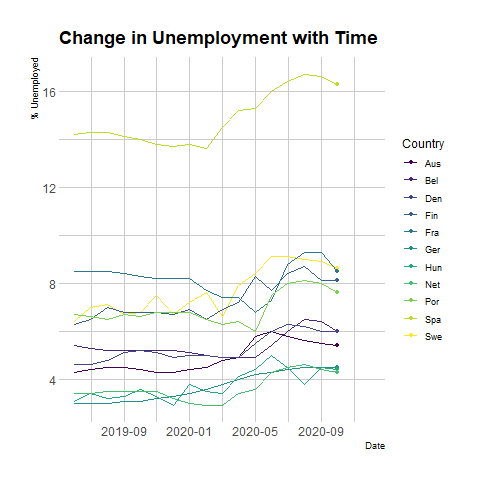 Change in Unemployment with Time
% Unemployed
16
12
8
4
2019-09 2020-01 2020-05 2020-09
Date
Country
Aus
Bel
Den
Fin
Fra
Ger
Hun
Net
Por
Spa
Swe